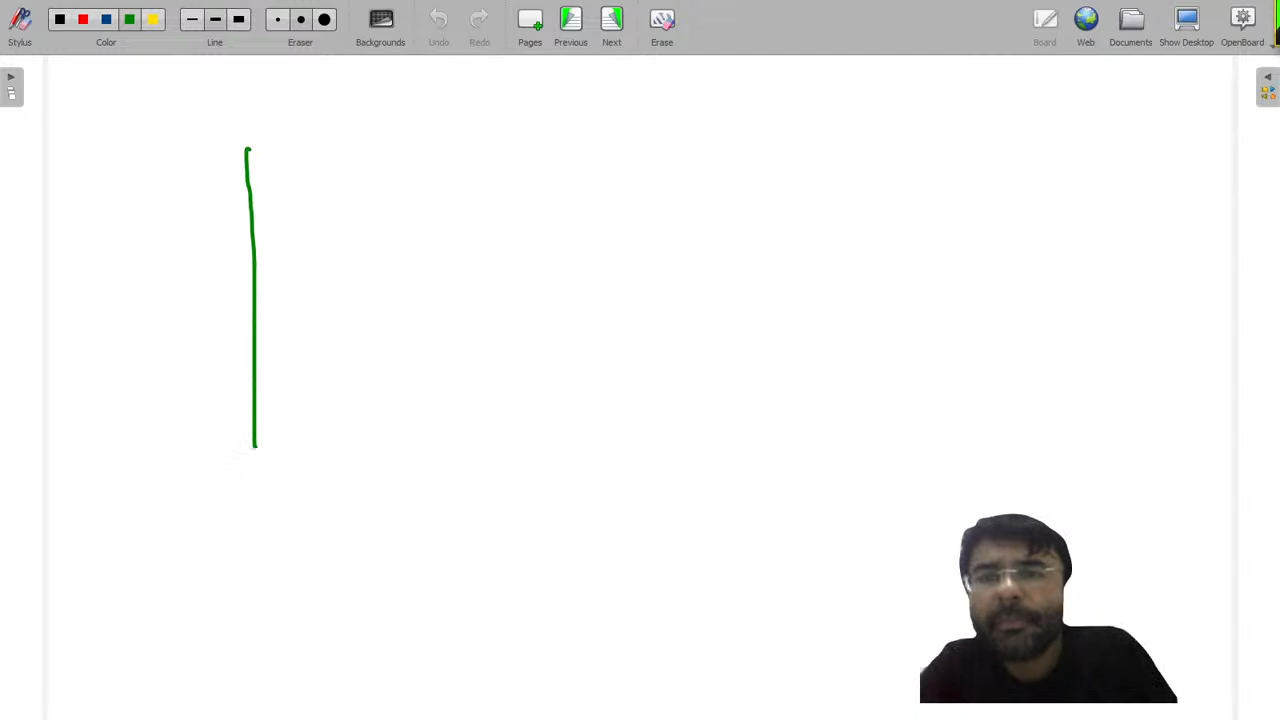 Stylus
Color
Line
Eraser
Backgrounds
Undo
Redo
Pages
Previous
Next
Erase
Board
Web
Documents
Show Desktop
OpenBoard